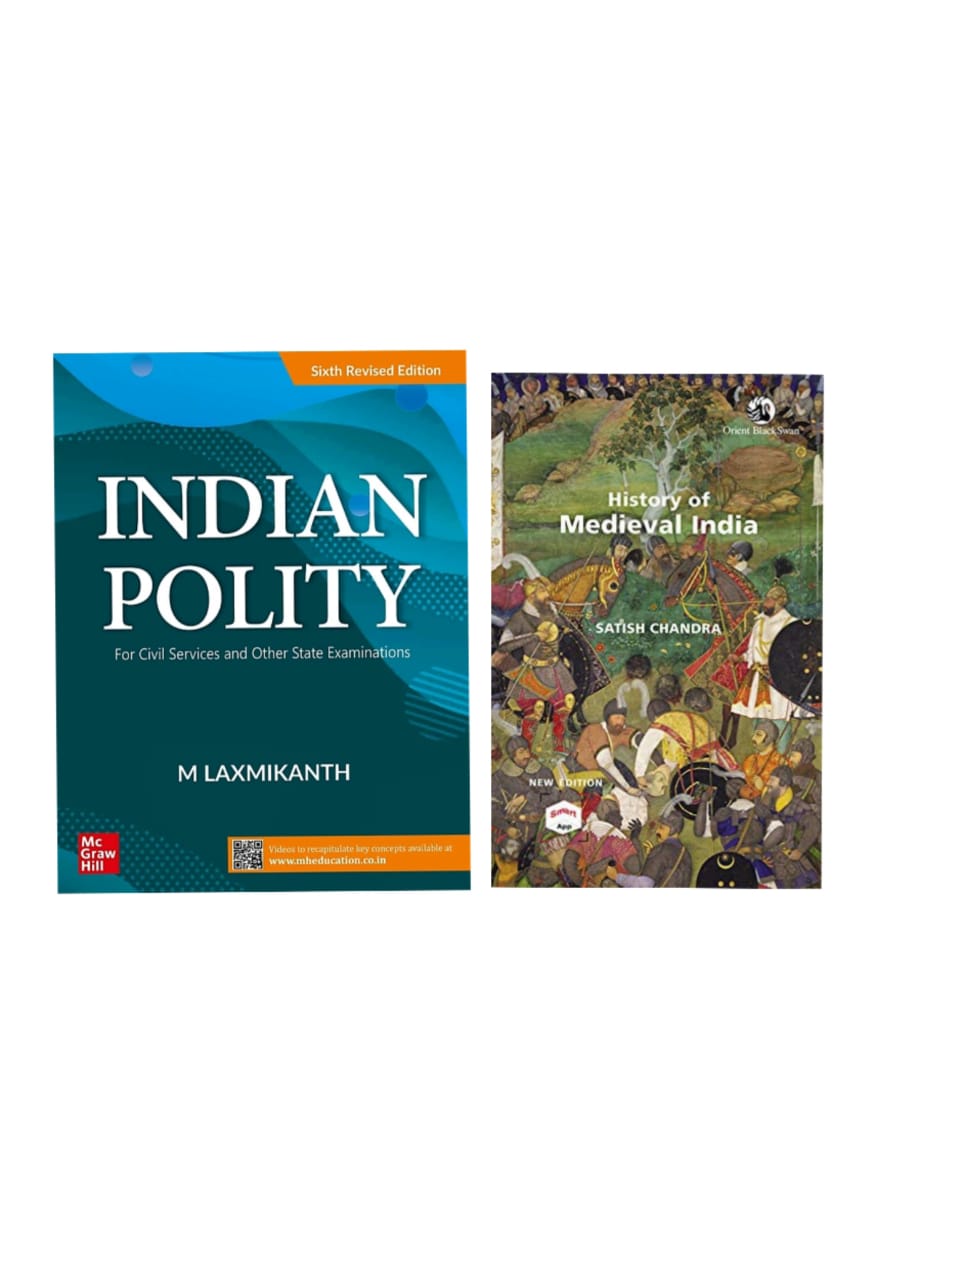 Sixth Revised Edition
INDIAN
POLITY
For Civil Services and Other State Examinations
M LAXMIKANTH
Mc
Graw
Hill
Videos to recapitulate key concepts available at
www.mheducation.co.in
Orient BlackSwan
History of
Medieval India
SATISH CHANDRA
NEW EDITION
Smart
App